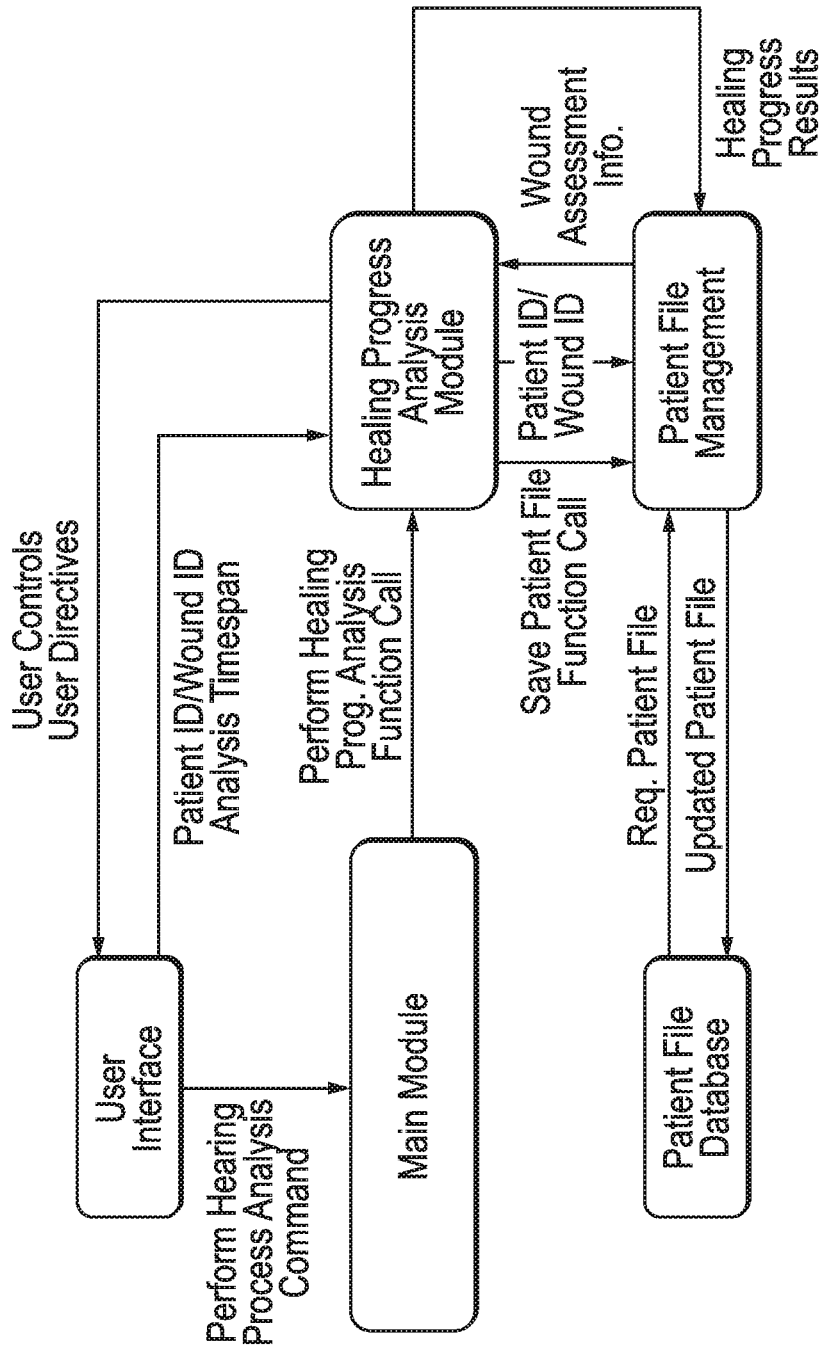 User Controls
User Directives
User
Interface
Patient ID/Wound ID
Analysis Timespan
Perform Hearing
Process Analysis
Command
Main Module
Perform Healing
Prog. Analysis
Function Call
Healing Progress
Analysis
Module
Wound
Assessment
Info.
Patient ID/
Wound ID
Save Patient File
Function Call
Healing
Progress
Results
Patient File
Database
Req. Patient File
Updated Patient File
Patient File
Management